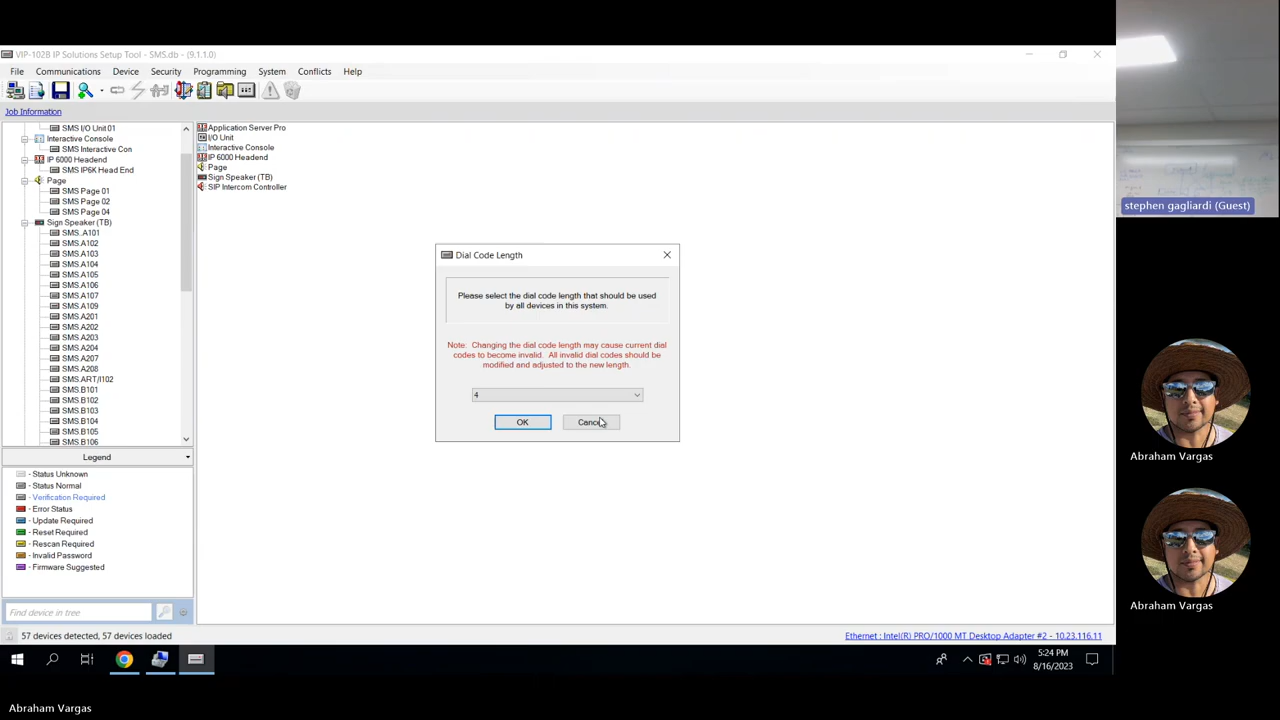 VIP-102B IP Solutions Setup Tool - SMS.db - (9.1.1.0)
File Communications Device Security Programming System Conflicts Help
Job Information
SMS I/O Unit 01
Interactive Console
SMS Interactive Con
IP 6000 Headend
SMS IP6K Head End
Page
SMS Page 01
SMS Page 02
SMS Page 04
Sign Speaker (TB)
SMS..A101
SMS.A102
SMS.A103
SMS.A104
SMS.A105
SMS.A106
SMS.A107
SMS.A109
SMS.A201
SMS.A202
SMS.A203
SMS.A204
SMS.A207
SMS.A208
SMS.ART/I102
SMS.B101
SMS.B102
SMS.B103
SMS.B104
SMS.B105
SMS.B106
Legend
- Status Unknown
- Status Normal
- Verification Required
- Error Status
- Update Required
- Reset Required
- Rescan Required
- Invalid Password
- Firmware Suggested
Find device in tree
57 devices detected, 57 devices loaded
Application Server Pro
I/O Unit
Interactive Console
IP 6000 Headend
Page
Sign Speaker (TB)
SIP Intercom Controller
Dial Code Length
Please select the dial code length that should be used
by all devices in this system.
Note: Changing the dial code length may cause current dial
codes to become invalid. All invalid dial codes should be
modified and adjusted to the new length.
4
OK Cancel
Ethernet : Intel(R) PRO/1000 MT Desktop Adapter #2 - 10.23.116.11
5:24 PM
8/16/2023
stephen gagliardi (Guest)
Abraham Vargas
Abraham Vargas
Abraham Vargas